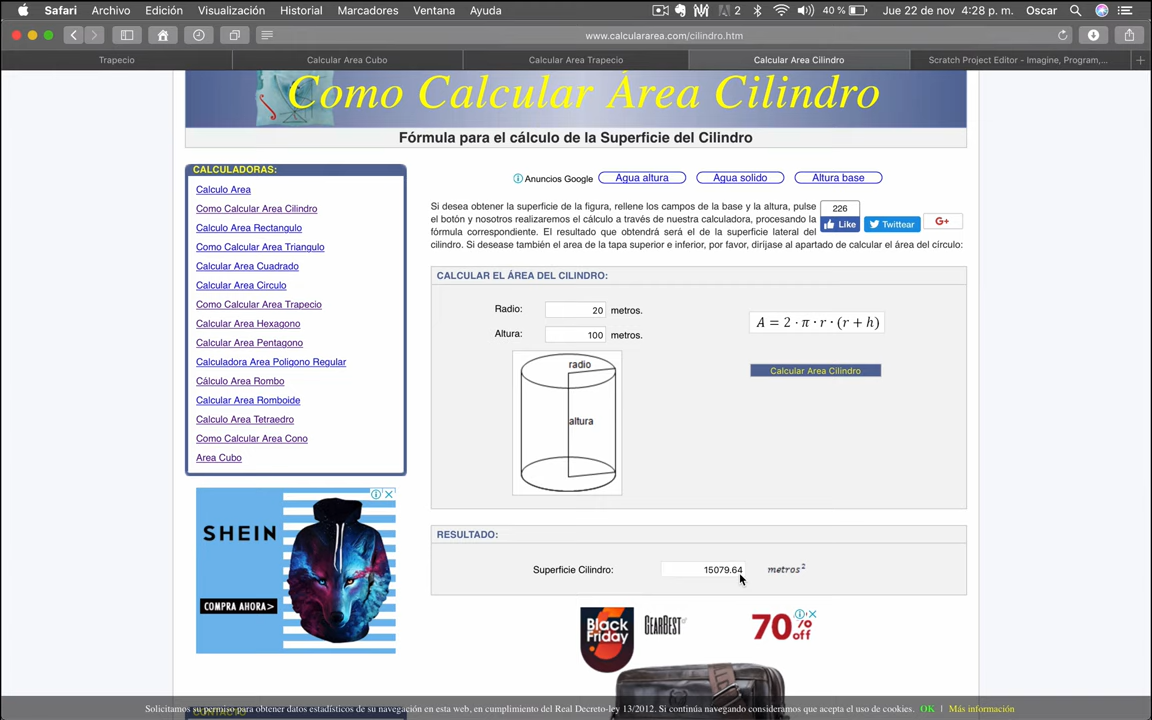 Safari Archivo Edición Visualización Historial Marcadores Ventana Ayuda 2 40 % Jue 22 de nov 4:28 p. m. Oscar
www.calculararea.com/cilindro.htm
Trapecio Calcular Area Cubo Calcular Area Trapecio Calcular Area Cilindro Scratch Project Editor - Imagine, Program,...
Como Calcular Área Cilindro
Fórmula para el cálculo de la Superficie del Cilindro
CALCULADORAS:
Calculo Area
Como Calcular Area Cilindro
Calculo Area Rectangulo
Como Calcular Area Triangulo
Calcular Area Cuadrado
Calcular Area Circulo
Como Calcular Area Trapecio
Calcular Area Hexagono
Calcular Area Pentagono
Calculadora Area Poligono Regular
Cálculo Area Rombo
Calcular Area Romboide
Calculo Area Tetraedro
Como Calcular Area Cono
Area Cubo
SHEIN
COMPRA AHORA>
Anuncios Google Agua altura Agua solido Altura base
Si desea obtener la superficie de la figura, rellene los campos de la base y la altura, pulse
el botón y nosotros realizaremos el cálculo a través de nuestra calculadora, procesando la
fórmula correspondiente. El resultado que obtendrá será el de la superficie lateral del
cilindro. Si desease también el area de la tapa superior e inferior, por favor, diríjase al apartado de calcular el área del círculo:
226
Like Twittear G+
CALCULAR EL ÁREA DEL CILINDRO:
Radio: 20 metros.
Altura: 100 metros.
A = 2 · π · r · (r + h)
Calcular Area Cilindro
radio
altura
RESULTADO:
Superficie Cilindro: 15079.64 metros²
Black
Friday
GEARBEST
70% off
CONTACTO
Solicitamos su permiso para obtener datos estadísticos de su navegación en esta web, en cumplimiento del Real Decreto-ley 13/2012. Si continúa navegando consideramos que acepta el uso de cookies. OK | Más información